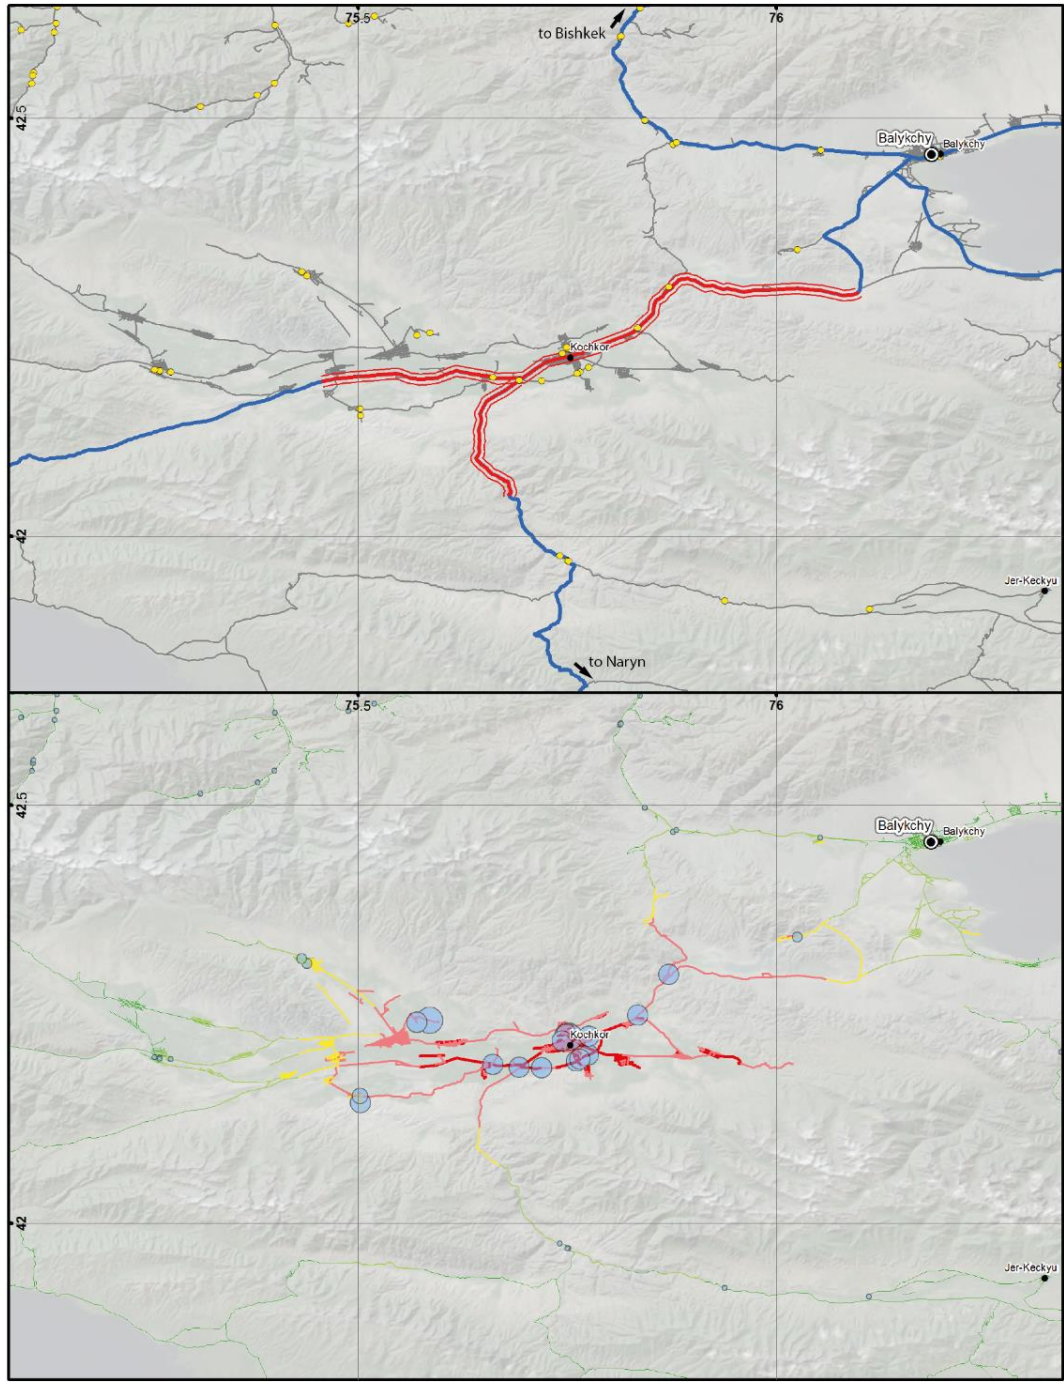 75.5
76
to Bishkek
42.5
Balykchy
Balykchy
Kochkor
42
Jer-Keckyu
to Naryn
75.5
76
42.5
Balykchy
Balykchy
Kochkor
42
Jer-Keckyu